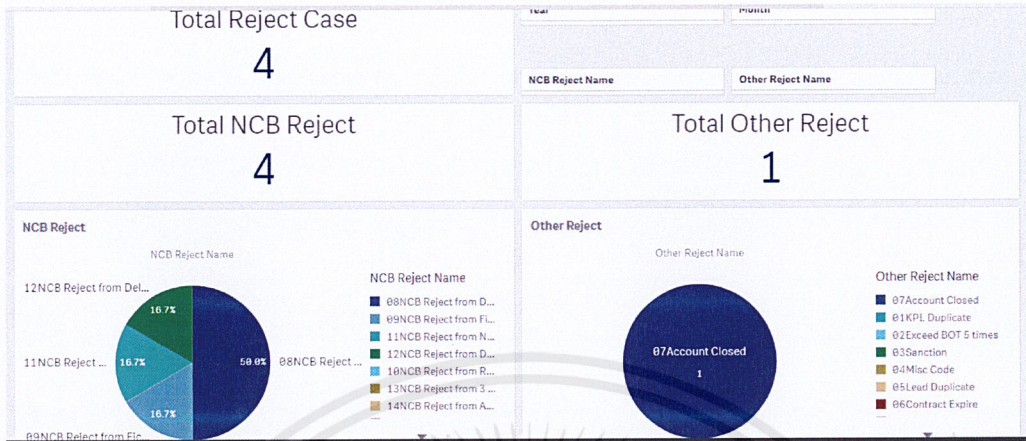 Total Reject Case
4
Year
Month
NCB Reject Name
Other Reject Name
Total NCB Reject
4
Total Other Reject
1
NCB Reject
NCB Reject Name
12NCB Reject from Del...
16.7%
11NCB Reject ...
16.7%
50.0%
08NCB Reject ...
16.7%
09NCB Reject from Fic...
NCB Reject Name
08NCB Reject from D...
09NCB Reject from Fi...
11NCB Reject from N...
12NCB Reject from D...
10NCB Reject from R...
13NCB Reject from 3 ...
14NCB Reject from A...
Other Reject
Other Reject Name
07Account Closed
1
Other Reject Name
07Account Closed
01KPL Duplicate
02Exceed BOT 5 times
03Sanction
04Misc Code
05Lead Duplicate
06Contract Expire